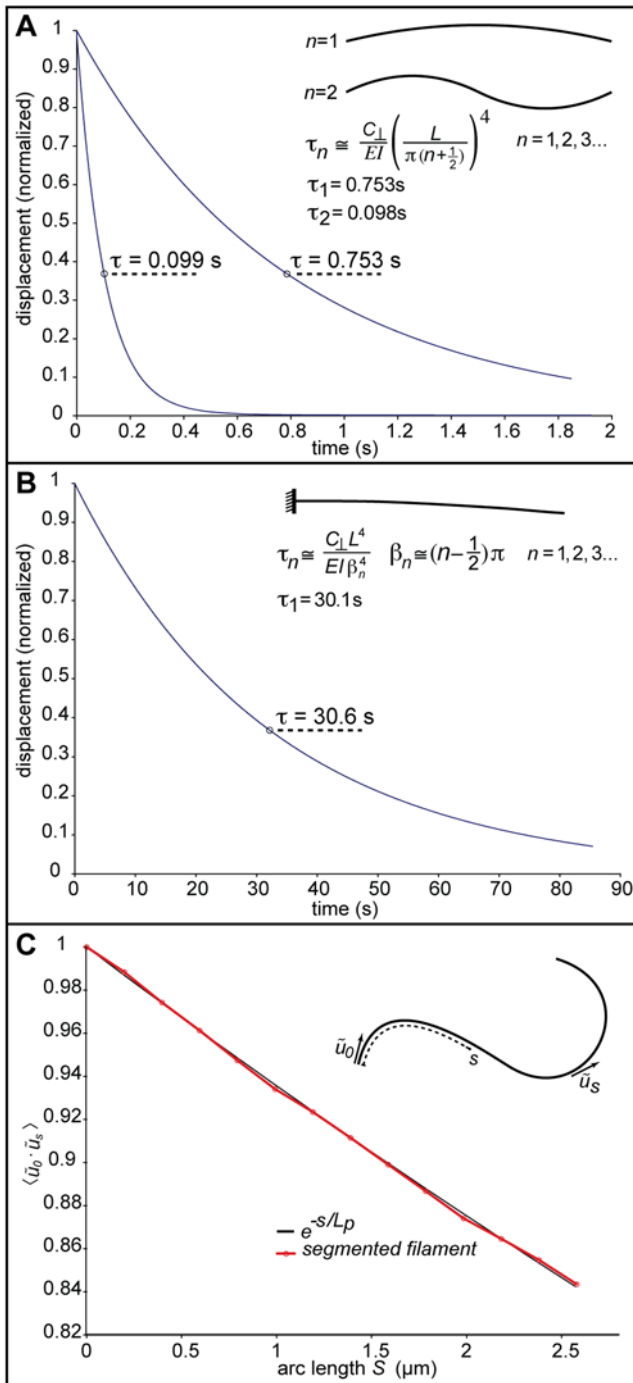 A
displacement (normalized)
1
0.9
0.8
0.7
0.6
0.5
0.4
0.3
0.2
0.1
0
n=1
n=2
τn ≅ C⊥/EI (L/π(n+½))^4 n = 1, 2, 3...
τ1 = 0.753s
τ2 = 0.098s
τ = 0.099 s
τ = 0.753 s
0 0.2 0.4 0.6 0.8 1 1.2 1.4 1.6 1.8 2
time (s)
B
displacement (normalized)
1
0.9
0.8
0.7
0.6
0.5
0.4
0.3
0.2
0.1
0
τn ≅ C⊥L^4/EIβn^4 βn ≅ (n−½)π n = 1, 2, 3...
τ1 = 30.1s
τ = 30.6 s
0 10 20 30 40 50 60 70 80 90
time (s)
C
⟨ũ0 · ũs⟩
1
0.98
0.96
0.94
0.92
0.9
0.88
0.86
0.84
0.82
ũ0
s
ũs
e^-s/Lp
segmented filament
0 0.5 1 1.5 2 2.5
arc length S (μm)